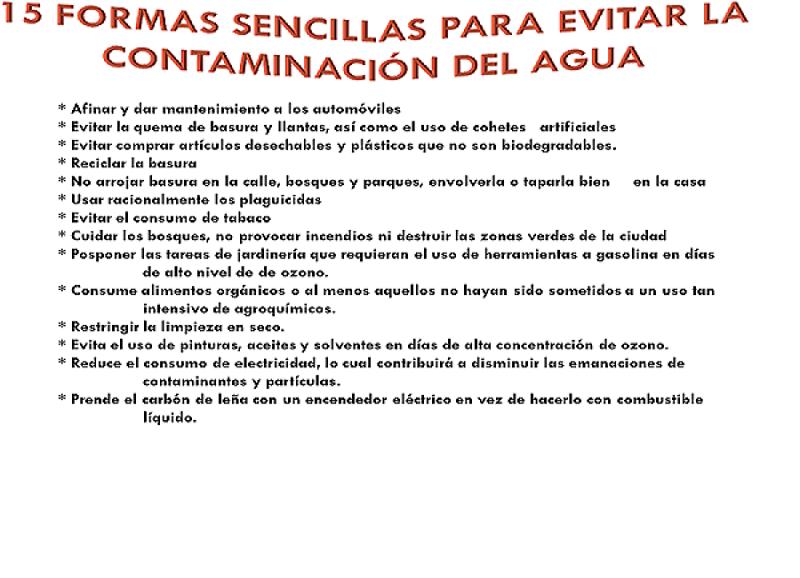 15 FORMAS SENCILLAS PARA EVITAR LA
CONTAMINACIÓN DEL AGUA
* Afinar y dar mantenimiento a los automóviles
* Evitar la quema de basura y llantas, así como el uso de cohetes artificiales
* Evitar comprar artículos desechables y plásticos que no son biodegradables.
* Reciclar la basura
* No arrojar basura en la calle, bosques y parques, envolverla o taparla bien en la casa
* Usar racionalmente los plaguicidas
* Evitar el consumo de tabaco
* Cuidar los bosques, no provocar incendios ni destruir las zonas verdes de la ciudad
* Posponer las tareas de jardinería que requieran el uso de herramientas a gasolina en días
de alto nivel de de ozono.
* Consume alimentos orgánicos o al menos aquellos no hayan sido sometidos a un uso tan
intensivo de agroquímicos.
* Restringir la limpieza en seco.
* Evita el uso de pinturas, aceites y solventes en días de alta concentración de ozono.
* Reduce el consumo de electricidad, lo cual contribuirá a disminuir las emanaciones de
contaminantes y partículas.
* Prende el carbón de leña con un encendedor eléctrico en vez de hacerlo con combustible
líquido.